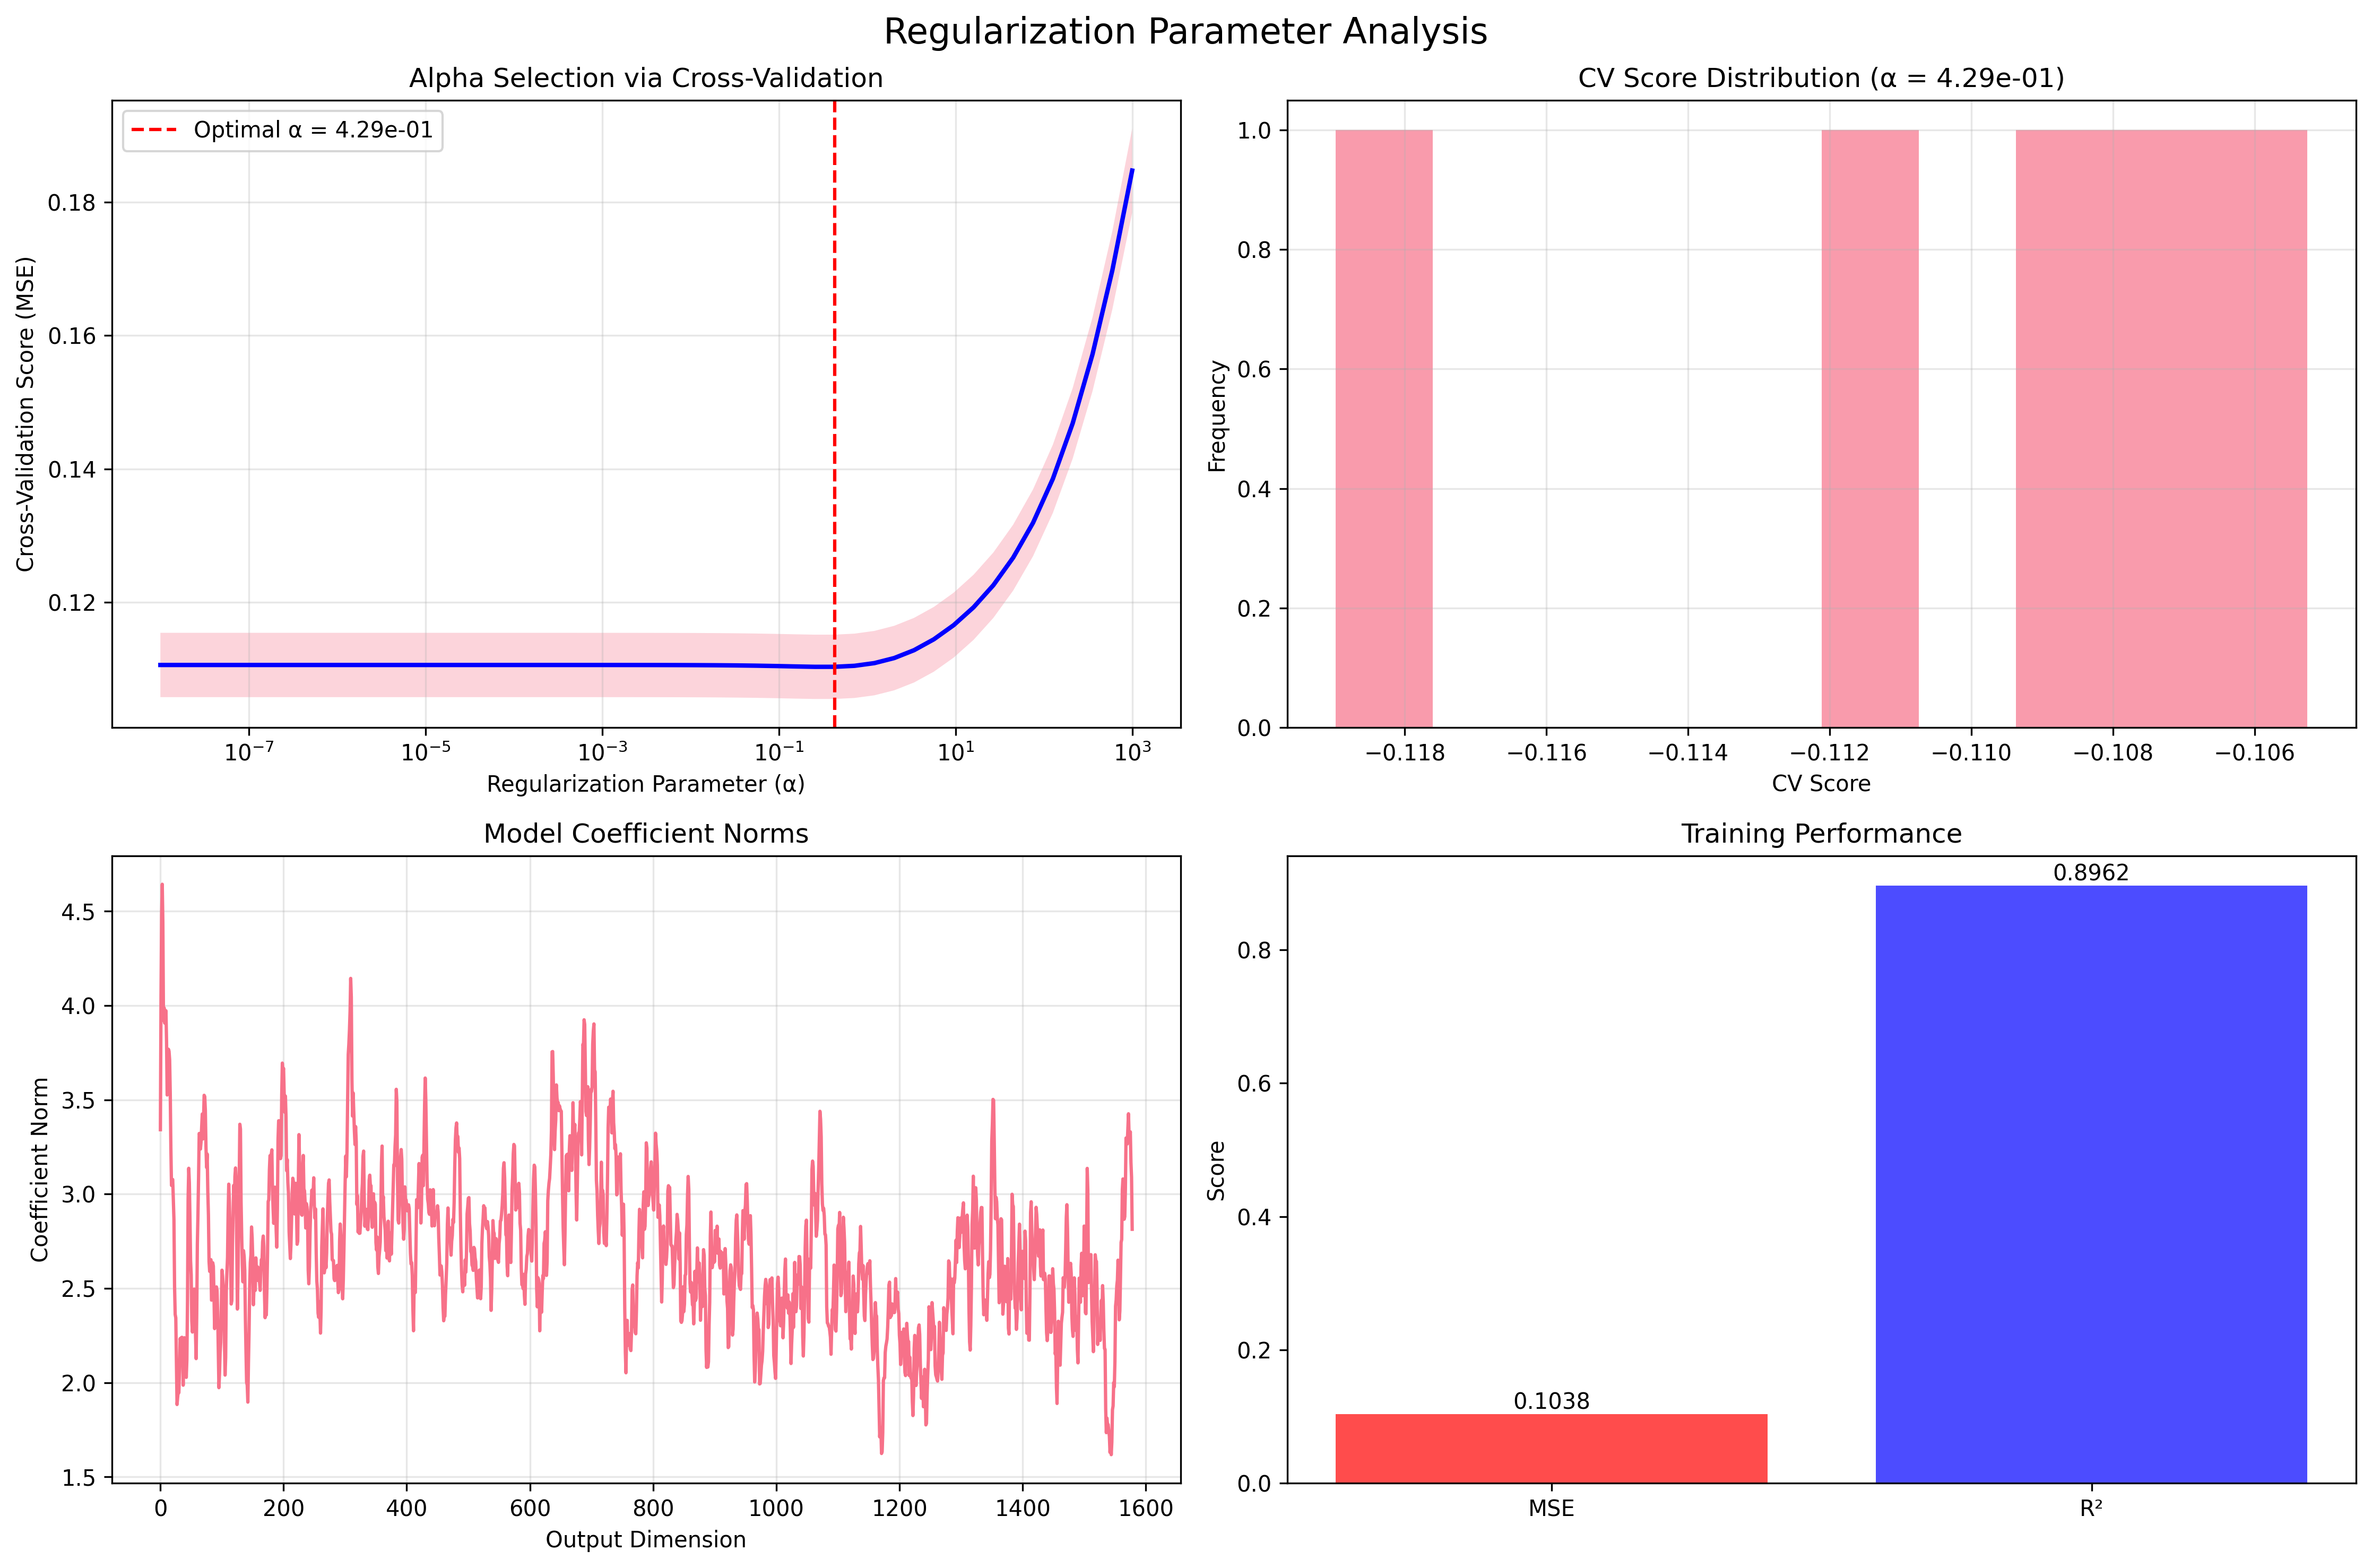 Regularization Parameter Analysis
Alpha Selection via Cross-Validation
Optimal α = 4.29e-01
Cross-Validation Score (MSE)
0.18
0.16
0.14
0.12
10⁻⁷ 10⁻⁵ 10⁻³ 10⁻¹ 10¹ 10³
Regularization Parameter (α)
CV Score Distribution (α = 4.29e-01)
Frequency
1.0
0.8
0.6
0.4
0.2
0.0
−0.118 −0.116 −0.114 −0.112 −0.110 −0.108 −0.106
CV Score
Model Coefficient Norms
Coefficient Norm
4.5
4.0
3.5
3.0
2.5
2.0
1.5
0 200 400 600 800 1000 1200 1400 1600
Output Dimension
Training Performance
Score
0.8
0.6
0.4
0.2
0.0
0.8962
0.1038
MSE R²